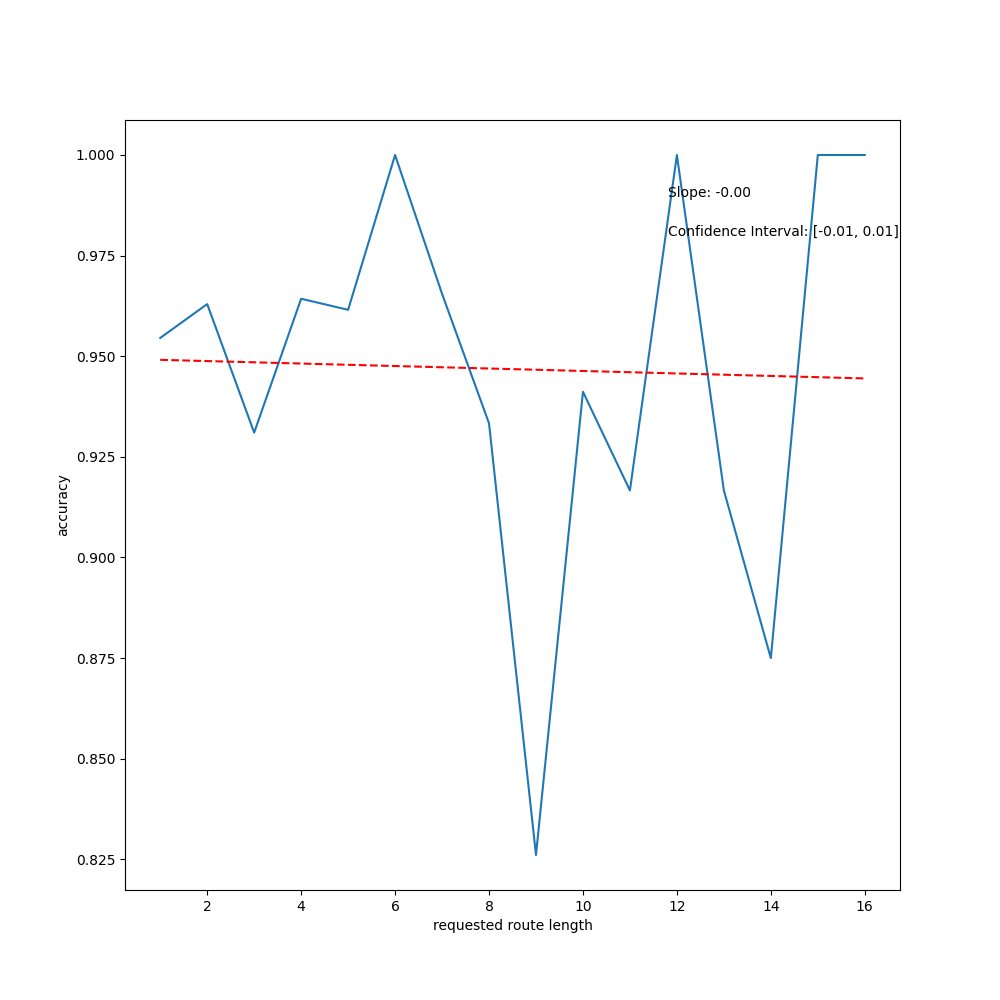 1.000
0.975
0.950
0.925
0.900
0.875
0.850
0.825
accuracy
Slope: -0.00
Confidence Interval: [-0.01, 0.01]
2 4 6 8 10 12 14 16
requested route length